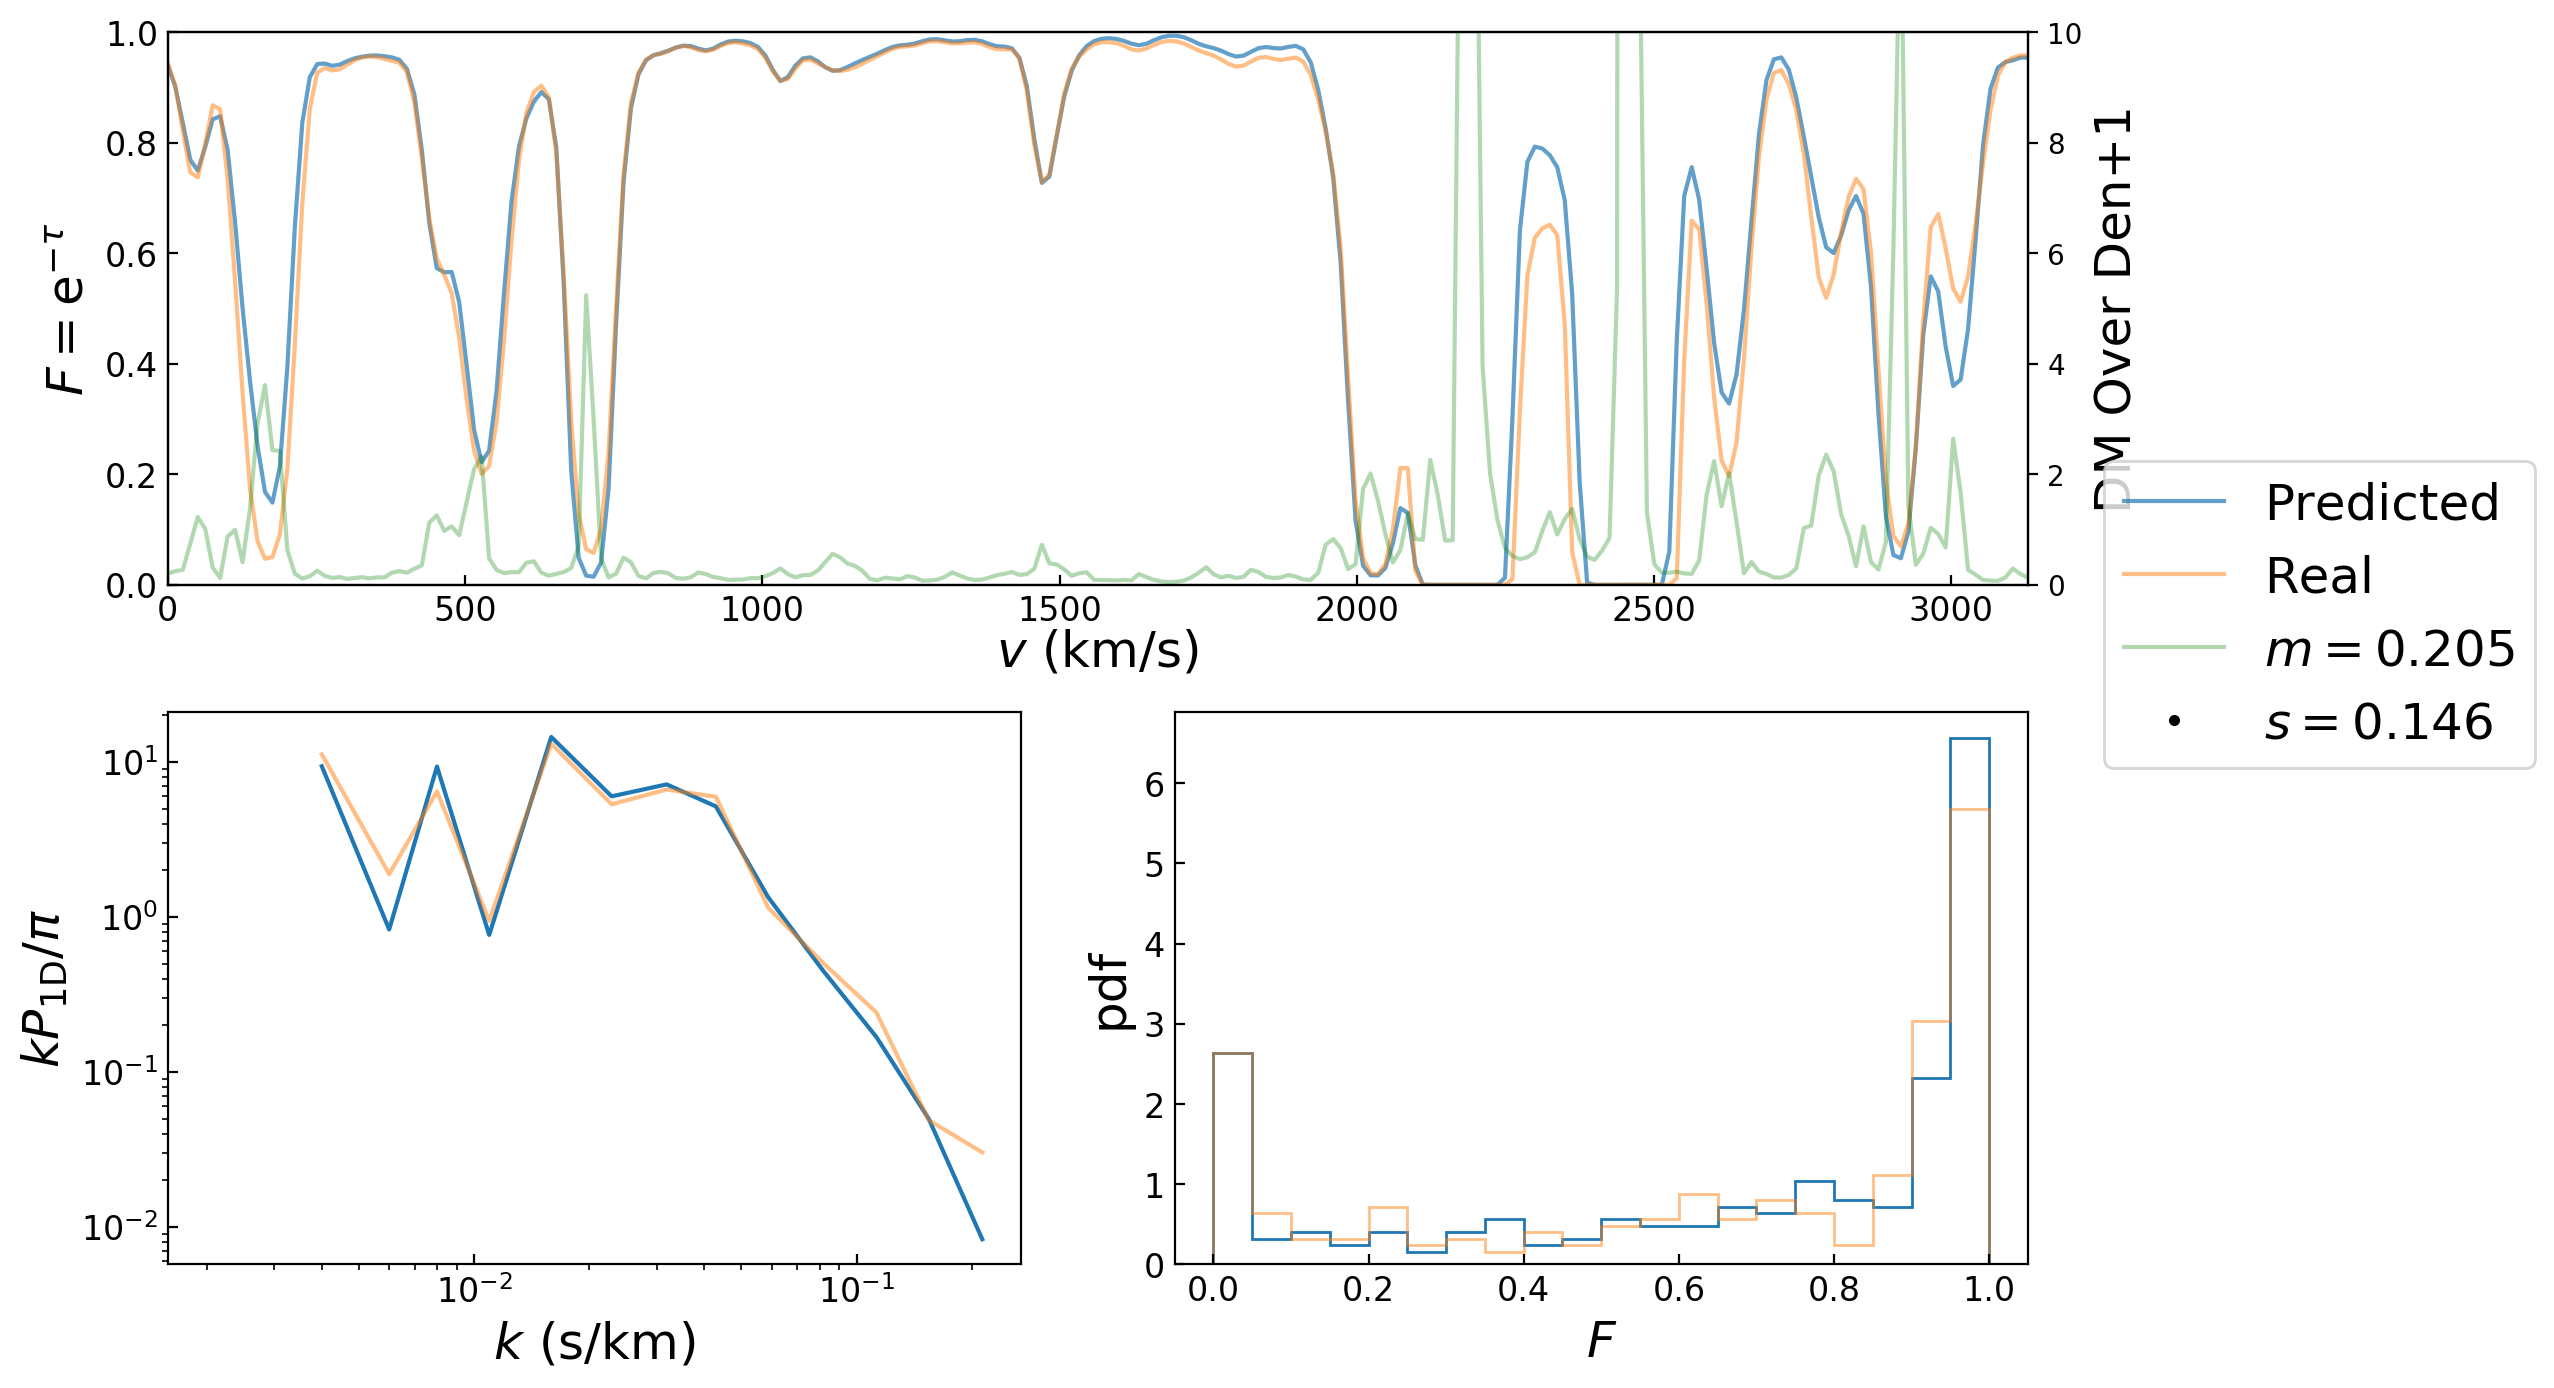 1.0
0.8
0.6
0.4
0.2
0.0
F = e^{−τ}
10
8
6
4
2
0
DM Over Den+1
0 500 1000 1500 2000 2500 3000
v (km/s)
Predicted
Real
m = 0.205
s = 0.146
10^1
10^0
10^{-1}
10^{-2}
kP_{1D}/π
10^{-2} 10^{-1}
k (s/km)
6
5
4
3
2
1
0
pdf
0.0 0.2 0.4 0.6 0.8 1.0
F